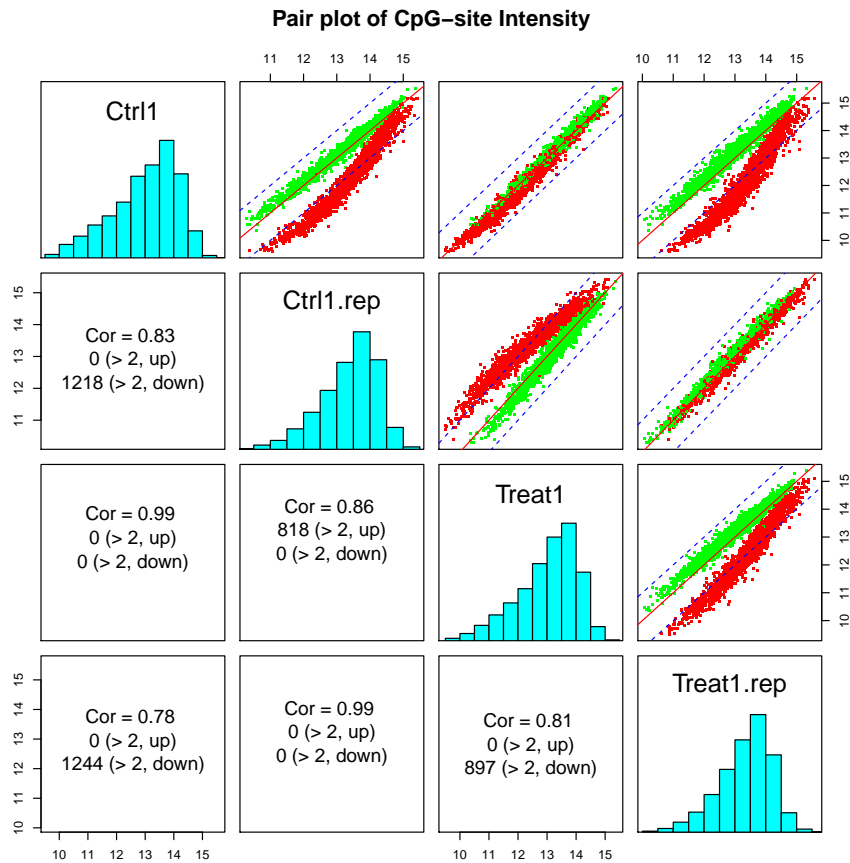 Pair plot of CpG−site Intensity
11 12 13 14 15
10 11 12 13 14 15
Ctrl1
10 11 12 13 14 15
Ctrl1.rep
11 12 13 14 15
Cor = 0.83
0 (> 2, up)
1218 (> 2, down)
Treat1
10 11 12 13 14 15
Cor = 0.99
0 (> 2, up)
0 (> 2, down)
Cor = 0.86
818 (> 2, up)
0 (> 2, down)
Treat1.rep
10 11 12 13 14 15
Cor = 0.78
0 (> 2, up)
1244 (> 2, down)
Cor = 0.99
0 (> 2, up)
0 (> 2, down)
Cor = 0.81
0 (> 2, up)
897 (> 2, down)
10 11 12 13 14 15
10 11 12 13 14 15